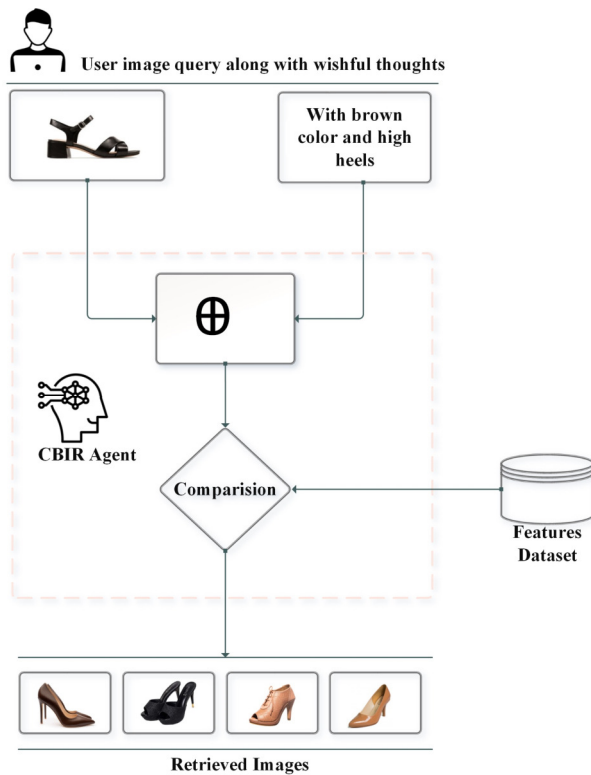 User image query along with wishful thoughts
With brown
color and high
heels
⊕
CBIR Agent
Comparision
Features
Dataset
Retrieved Images